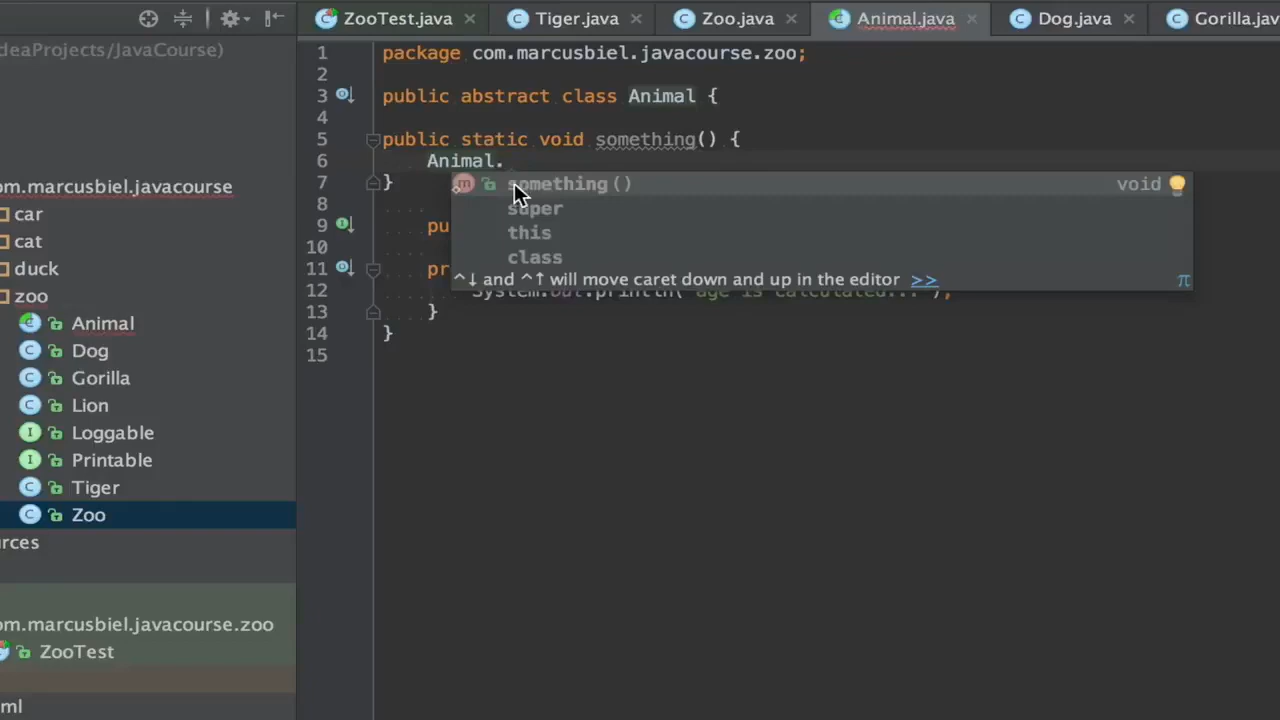 ZooTest.java
Tiger.java
Zoo.java
Animal.java
Dog.java
Gorilla.jav
deaProjects/JavaCourse)
om.marcusbiel.javacourse
car
cat
duck
zoo
Animal
Dog
Gorilla
Lion
Loggable
Printable
Tiger
Zoo
urces
om.marcusbiel.javacourse.zoo
ZooTest
ml
1 package com.marcusbiel.javacourse.zoo;
2
3 public abstract class Animal {
4
5 public static void something() {
6 Animal.
7 }
8
9 pu
10
11 pr
12 System.out.println("age is calculated...");
13 }
14 }
15
something() void
super
this
class
^↓ and ^↑ will move caret down and up in the editor >> π